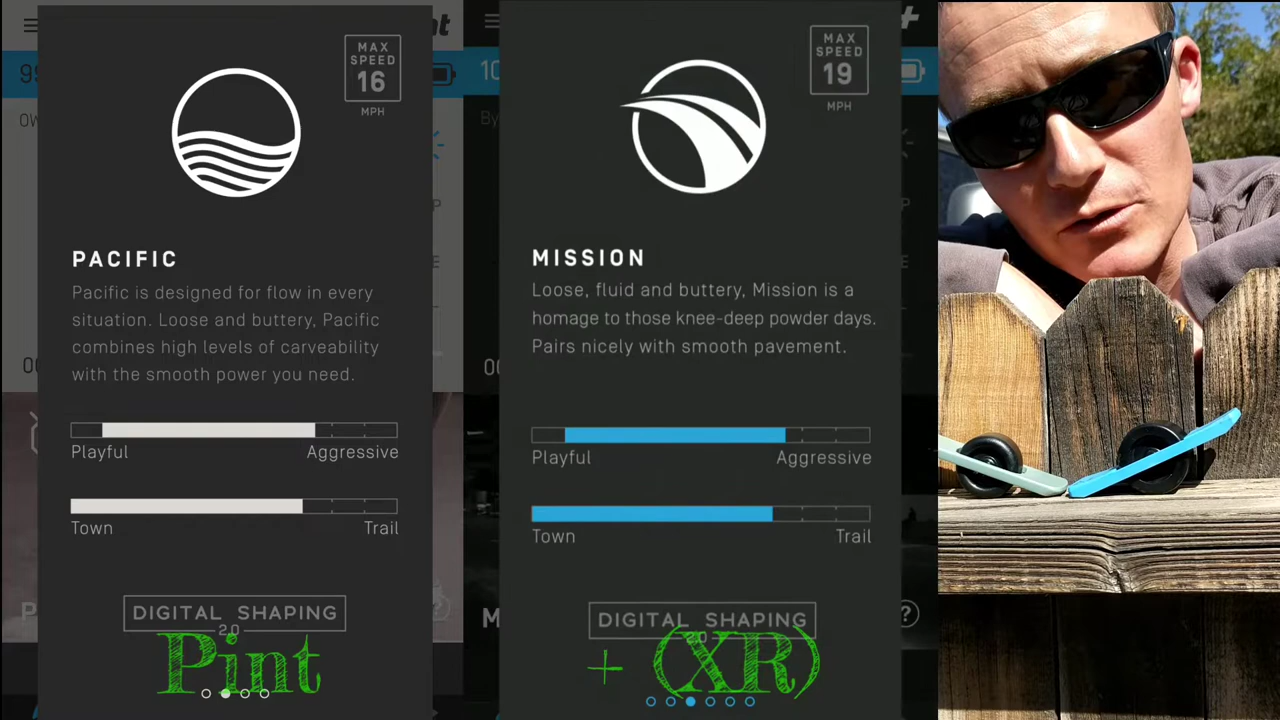 MAX
SPEED
16
MPH
PACIFIC
Pacific is designed for flow in every
situation. Loose and buttery, Pacific
combines high levels of carveability
with the smooth power you need.
Playful Aggressive
Town Trail
DIGITAL SHAPING
2.0
Pint
MAX
SPEED
19
MPH
MISSION
Loose, fluid and buttery, Mission is a
homage to those knee-deep powder days.
Pairs nicely with smooth pavement.
Playful Aggressive
Town Trail
DIGITAL SHAPING
+ (XR)
?